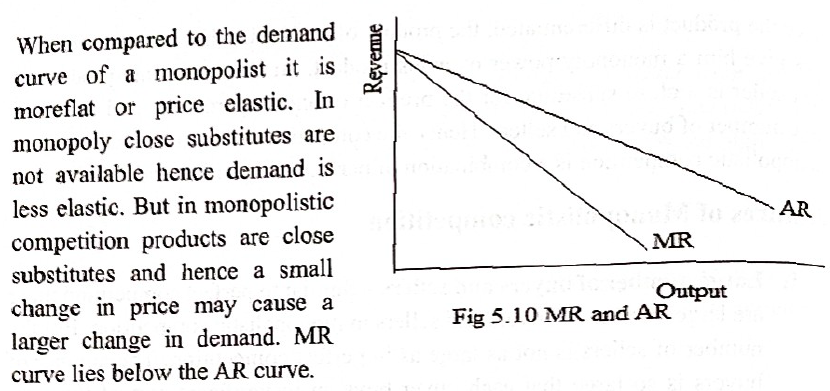 When compared to the demand
curve of a monopolist it is
moreflat or price elastic. In
monopoly close substitutes are
not available hence demand is
less elastic. But in monopolistic
competition products are close
substitutes and hence a small
change in price may cause a
larger change in demand. MR
curve lies below the AR curve.
Revenue
AR
MR
Output
Fig 5.10 MR and AR